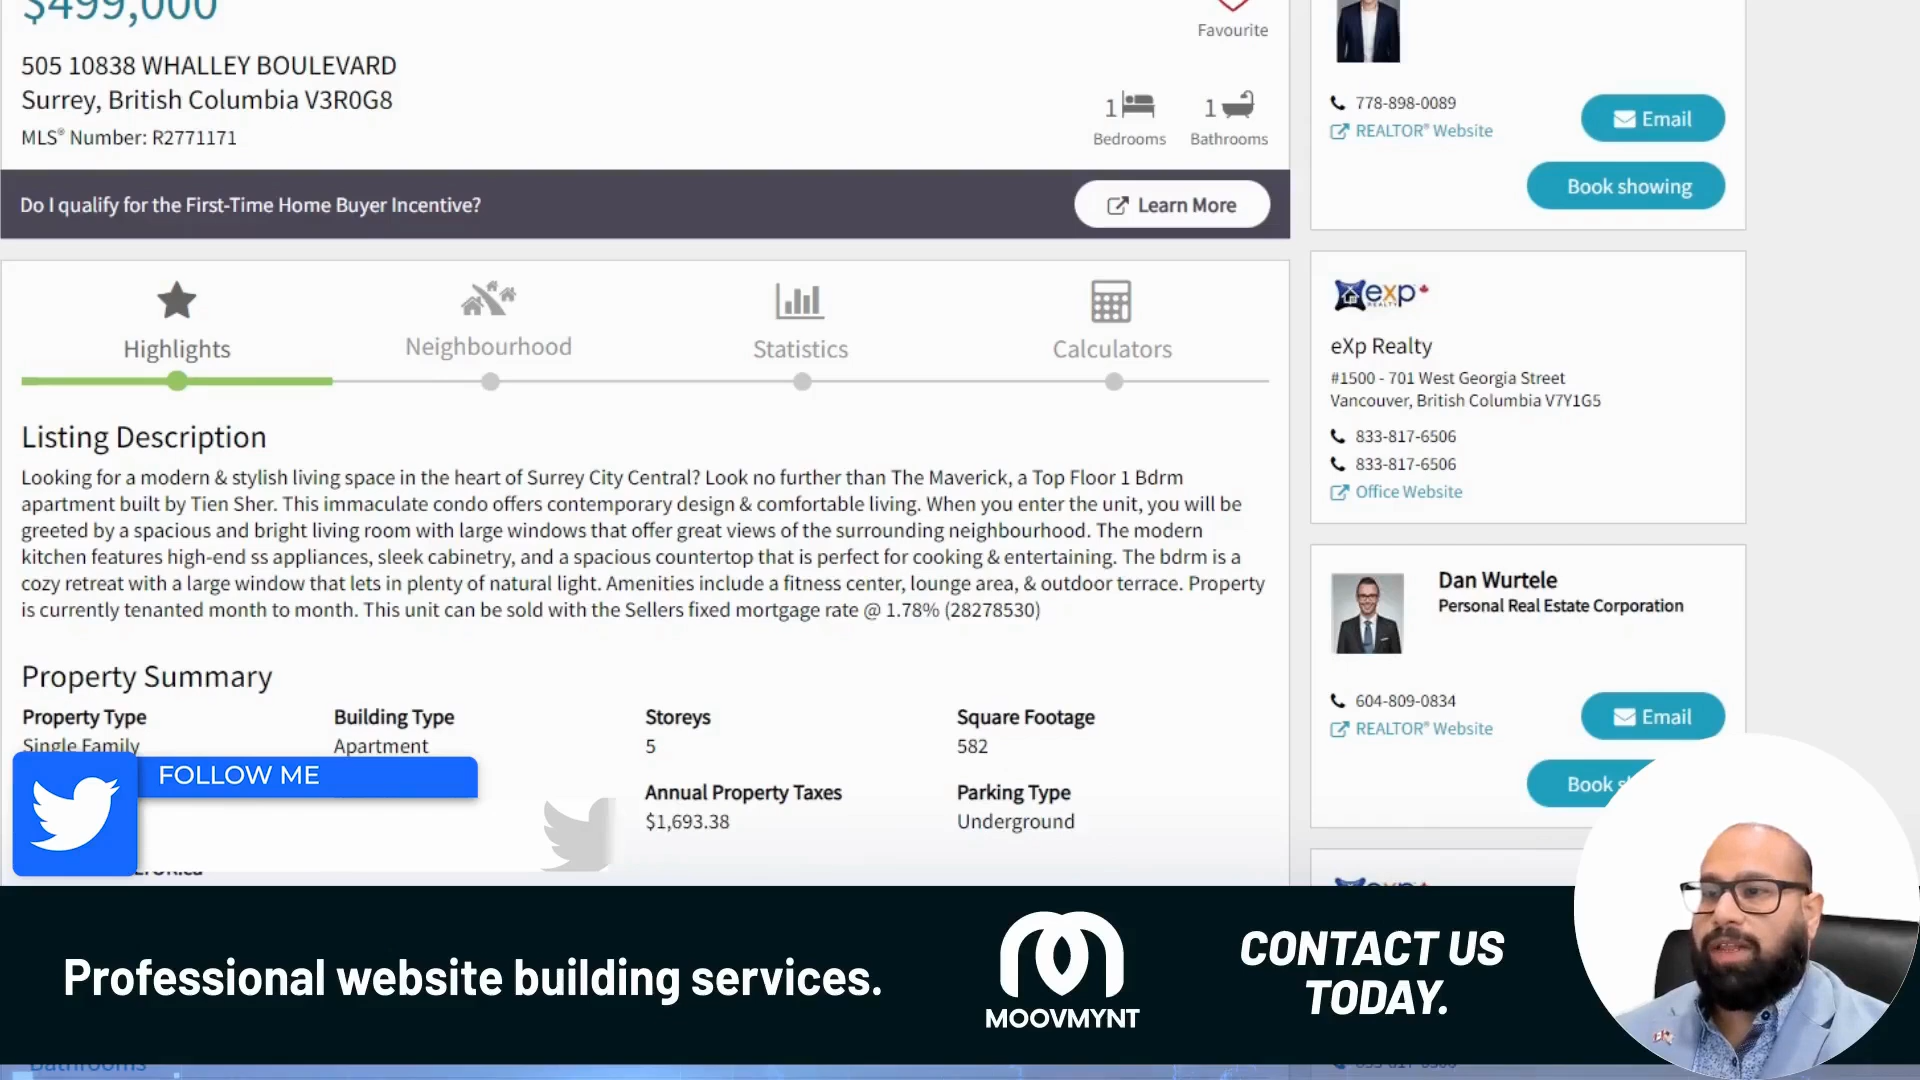 $499,000
Favourite
505 10838 WHALLEY BOULEVARD
Surrey, British Columbia V3R0G8
MLS® Number: R2771171
1
1
Bedrooms
Bathrooms
Do I qualify for the First-Time Home Buyer Incentive?
Learn More
Highlights
Neighbourhood
Statistics
Calculators
Listing Description
Looking for a modern & stylish living space in the heart of Surrey City Central? Look no further than The Maverick, a Top Floor 1 Bdrm
apartment built by Tien Sher. This immaculate condo offers contemporary design & comfortable living. When you enter the unit, you will be
greeted by a spacious and bright living room with large windows that offer great views of the surrounding neighbourhood. The modern
kitchen features high-end ss appliances, sleek cabinetry, and a spacious countertop that is perfect for cooking & entertaining. The bdrm is a
cozy retreat with a large window that lets in plenty of natural light. Amenities include a fitness center, lounge area, & outdoor terrace. Property
is currently tenanted month to month. This unit can be sold with the Sellers fixed mortgage rate @ 1.78% (28278530)
Property Summary
Property Type
Single Family
Building Type
Apartment
Storeys
5
Square Footage
582
Annual Property Taxes
$1,693.38
Parking Type
Underground
FOLLOW ME
778-898-0089
REALTOR® Website
Email
Book showing
exp
REALTY
eXp Realty
#1500 - 701 West Georgia Street
Vancouver, British Columbia V7Y1G5
833-817-6506
833-817-6506
Office Website
Dan Wurtele
Personal Real Estate Corporation
604-809-0834
REALTOR® Website
Email
Book
Professional website building services.
MOOVMYNT
CONTACT US
TODAY.
Bathrooms